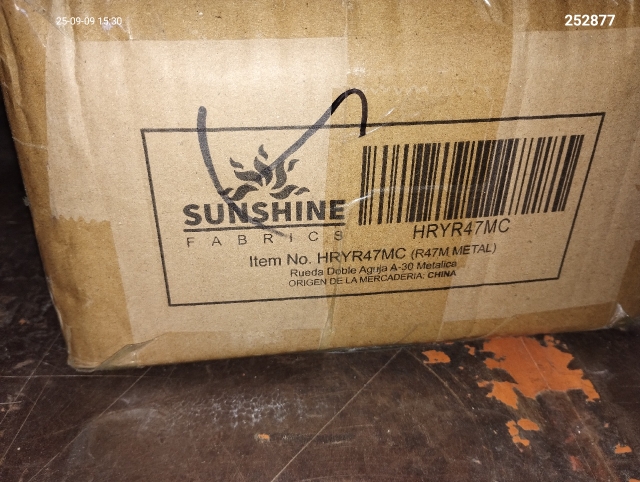 25-09-09 15:30
252877
SUNSHINE
FABRICS
HRYR47MC
Item No. HRYR47MC (R47M METAL)
Rueda Doble Aguja A-30 Metalica
ORIGEN DE LA MERCADERIA: CHINA